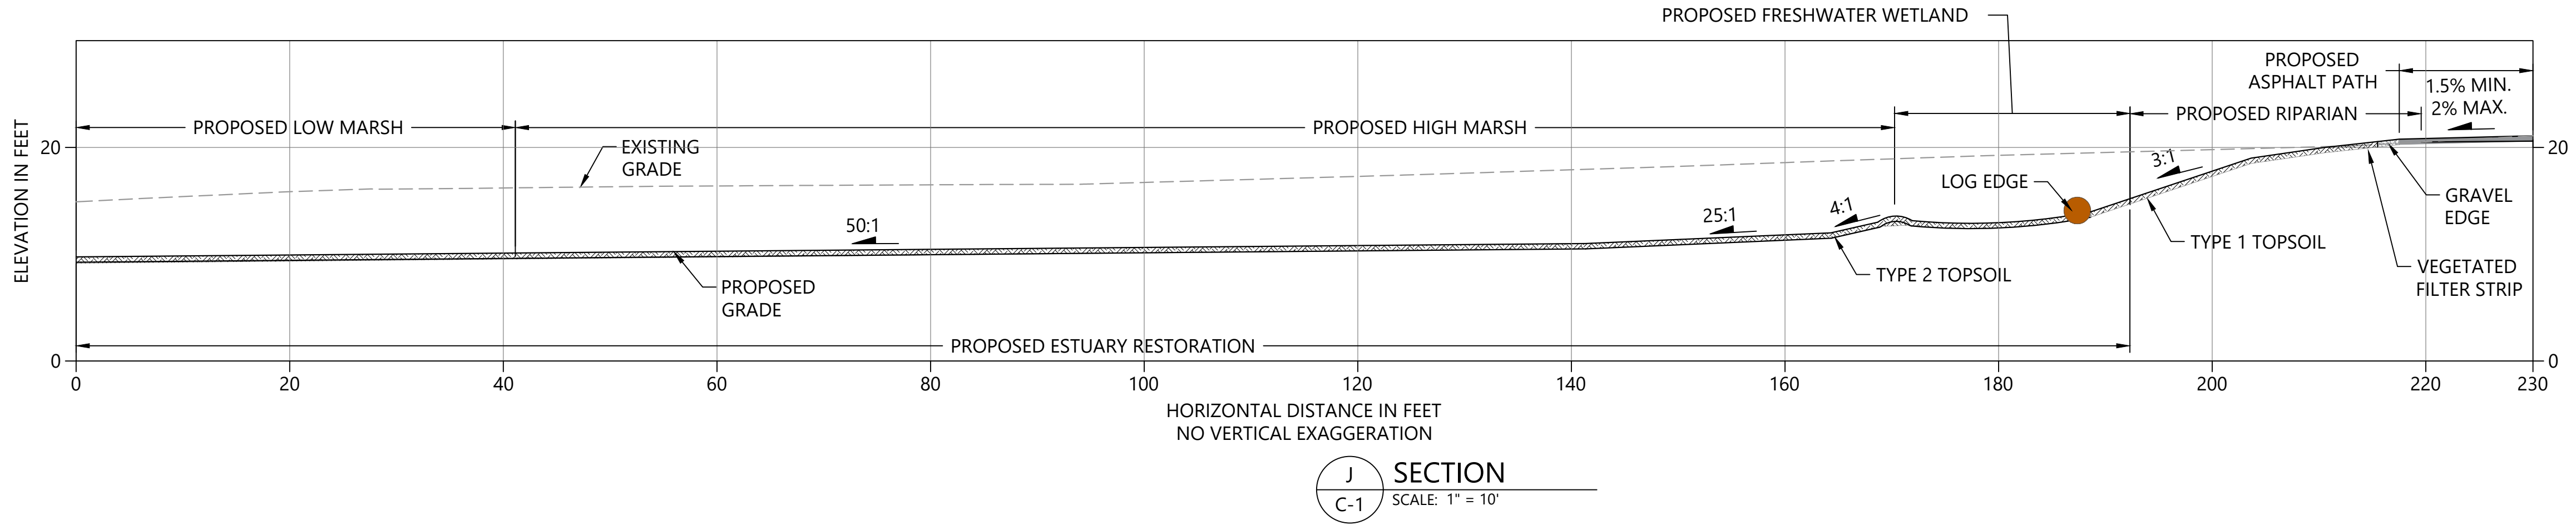 PROPOSED FRESHWATER WETLAND
PROPOSED
ASPHALT PATH
1.5% MIN.
2% MAX.
PROPOSED LOW MARSH
PROPOSED HIGH MARSH
PROPOSED RIPARIAN
ELEVATION IN FEET
20
EXISTING
GRADE
3:1
20
LOG EDGE
GRAVEL
EDGE
50:1
25:1
4:1
TYPE 1 TOPSOIL
TYPE 2 TOPSOIL
VEGETATED
FILTER STRIP
PROPOSED
GRADE
PROPOSED ESTUARY RESTORATION
0
0
0
20
40
60
80
100
120
140
160
180
200
220
230
HORIZONTAL DISTANCE IN FEET
NO VERTICAL EXAGGERATION
J
C-1
SECTION
SCALE: 1" = 10'